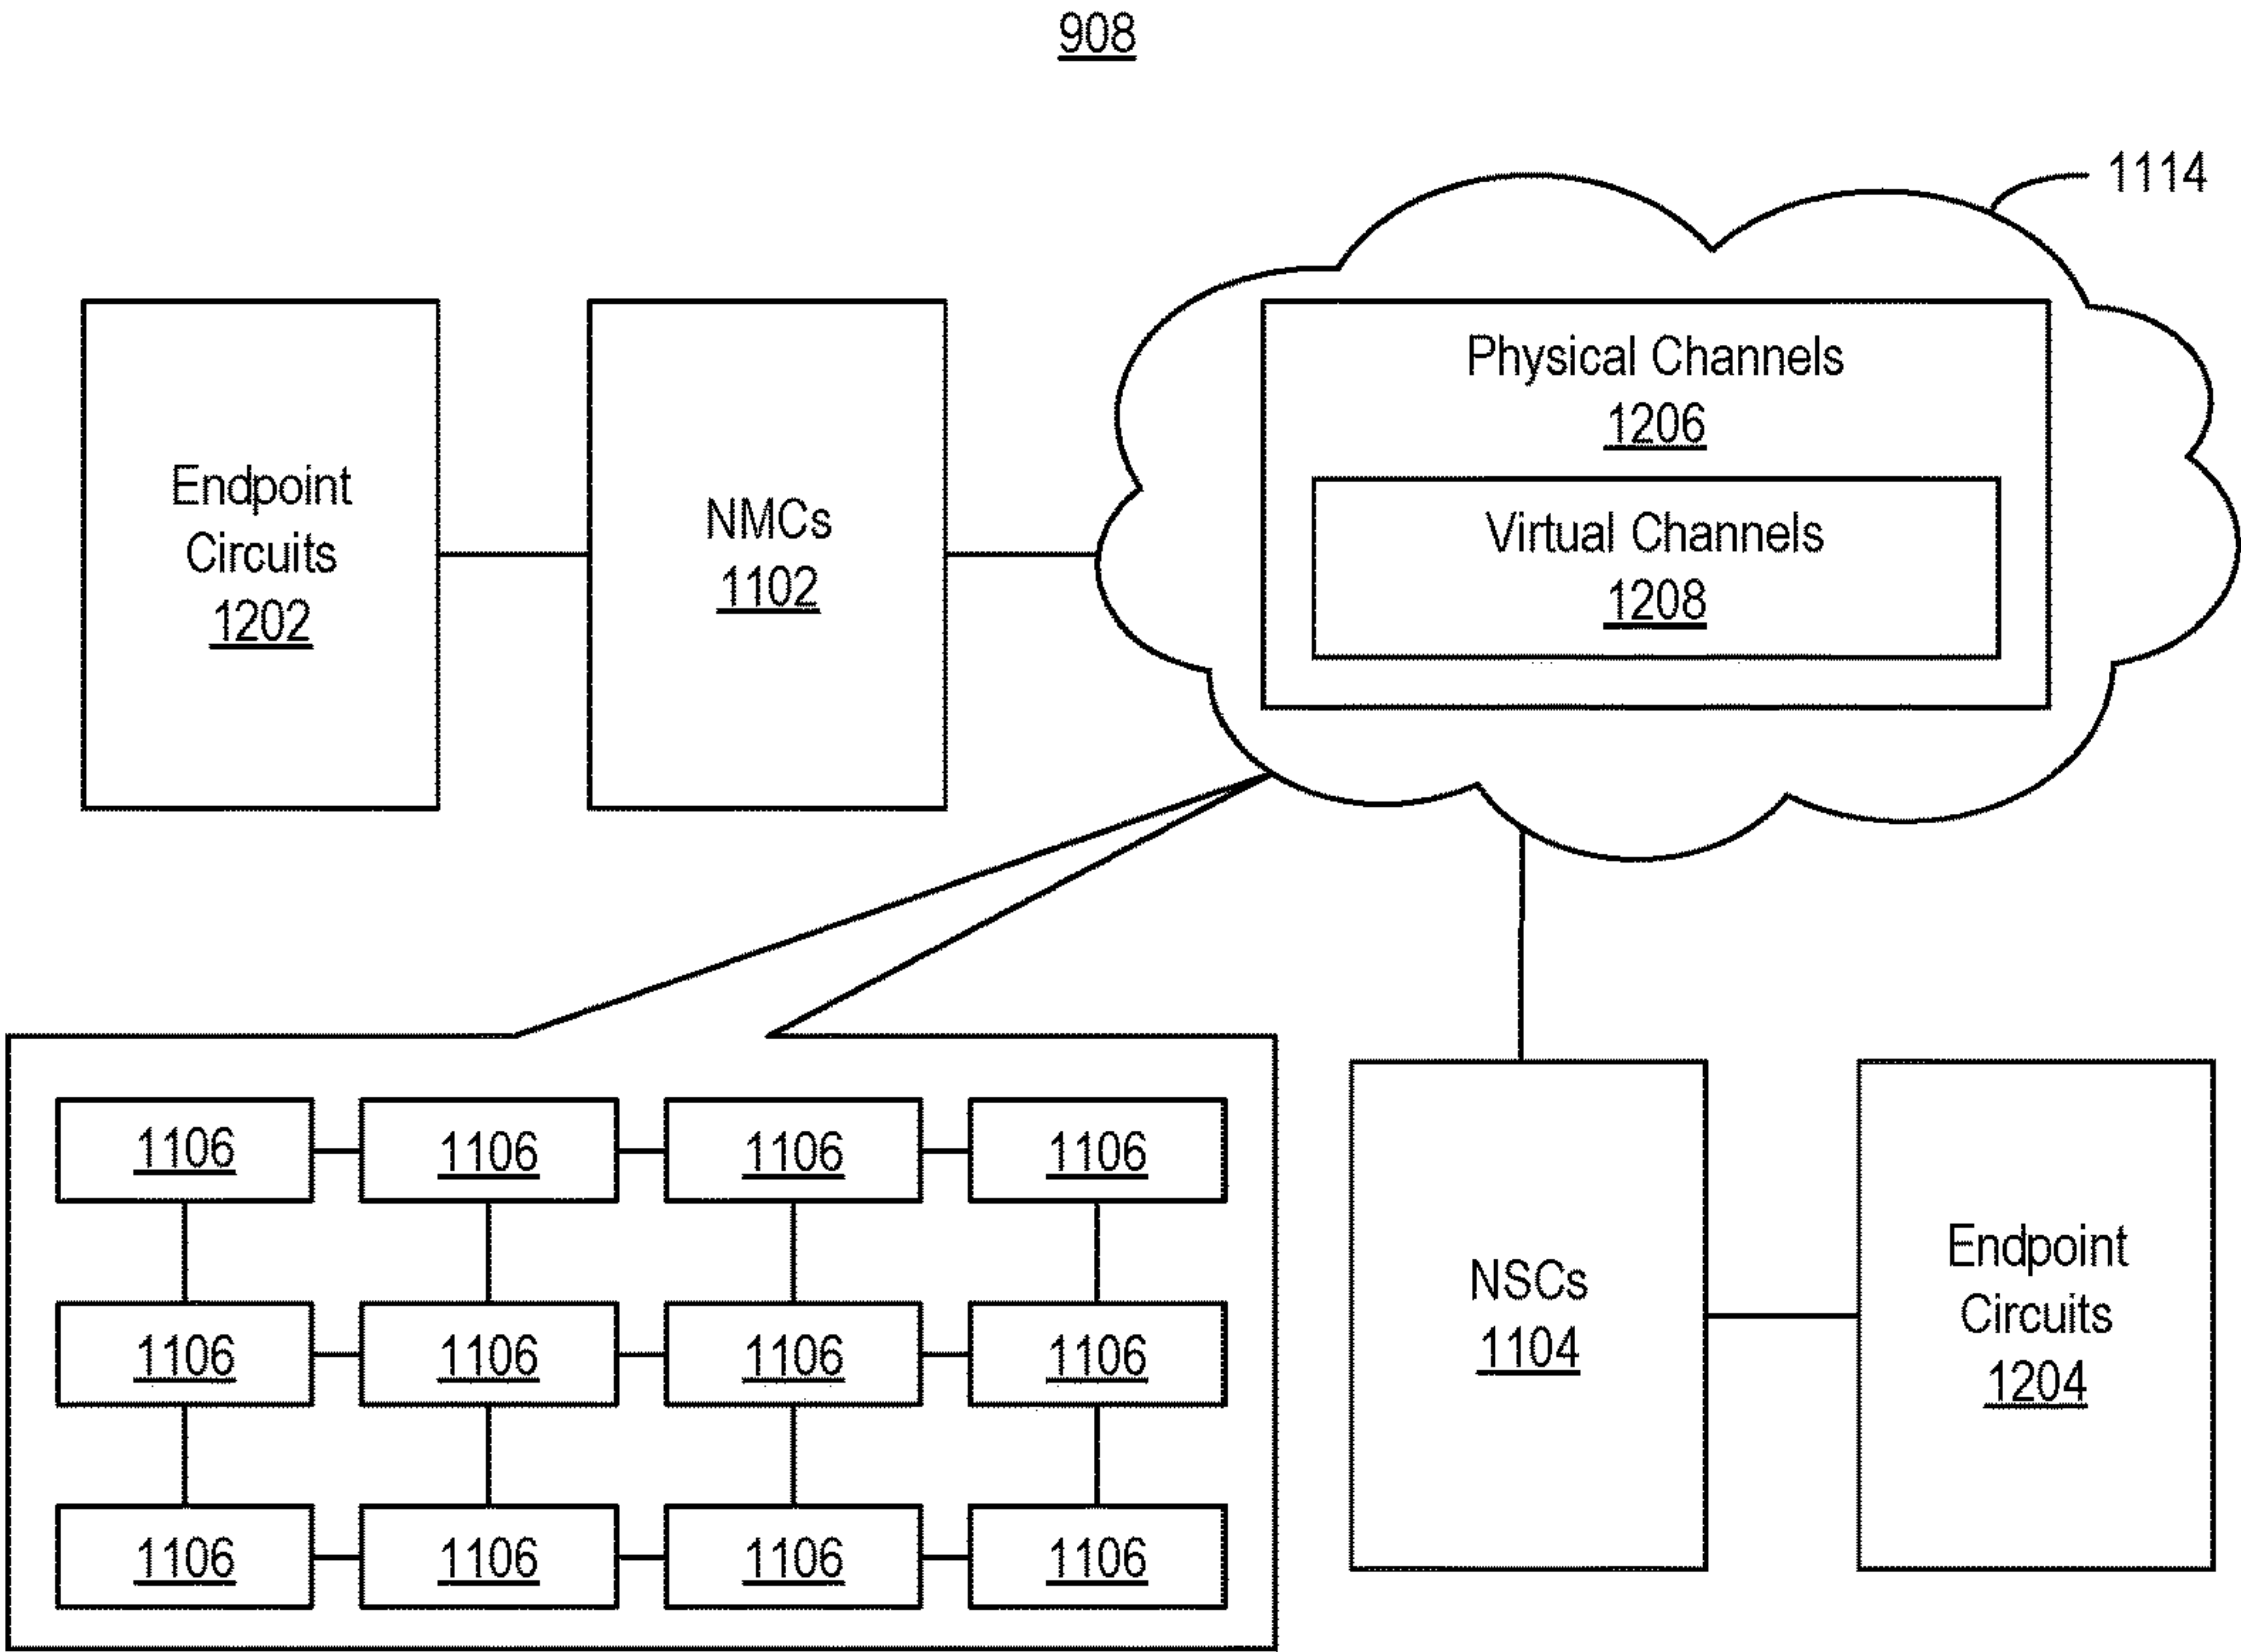 908
1114
Physical Channels
1206
Virtual Channels
1208
Endpoint
Circuits
1202
NMCs
1102
1106 1106 1106 1106
1106 1106 1106 1106
1106 1106 1106 1106
NSCs
1104
Endpoint
Circuits
1204